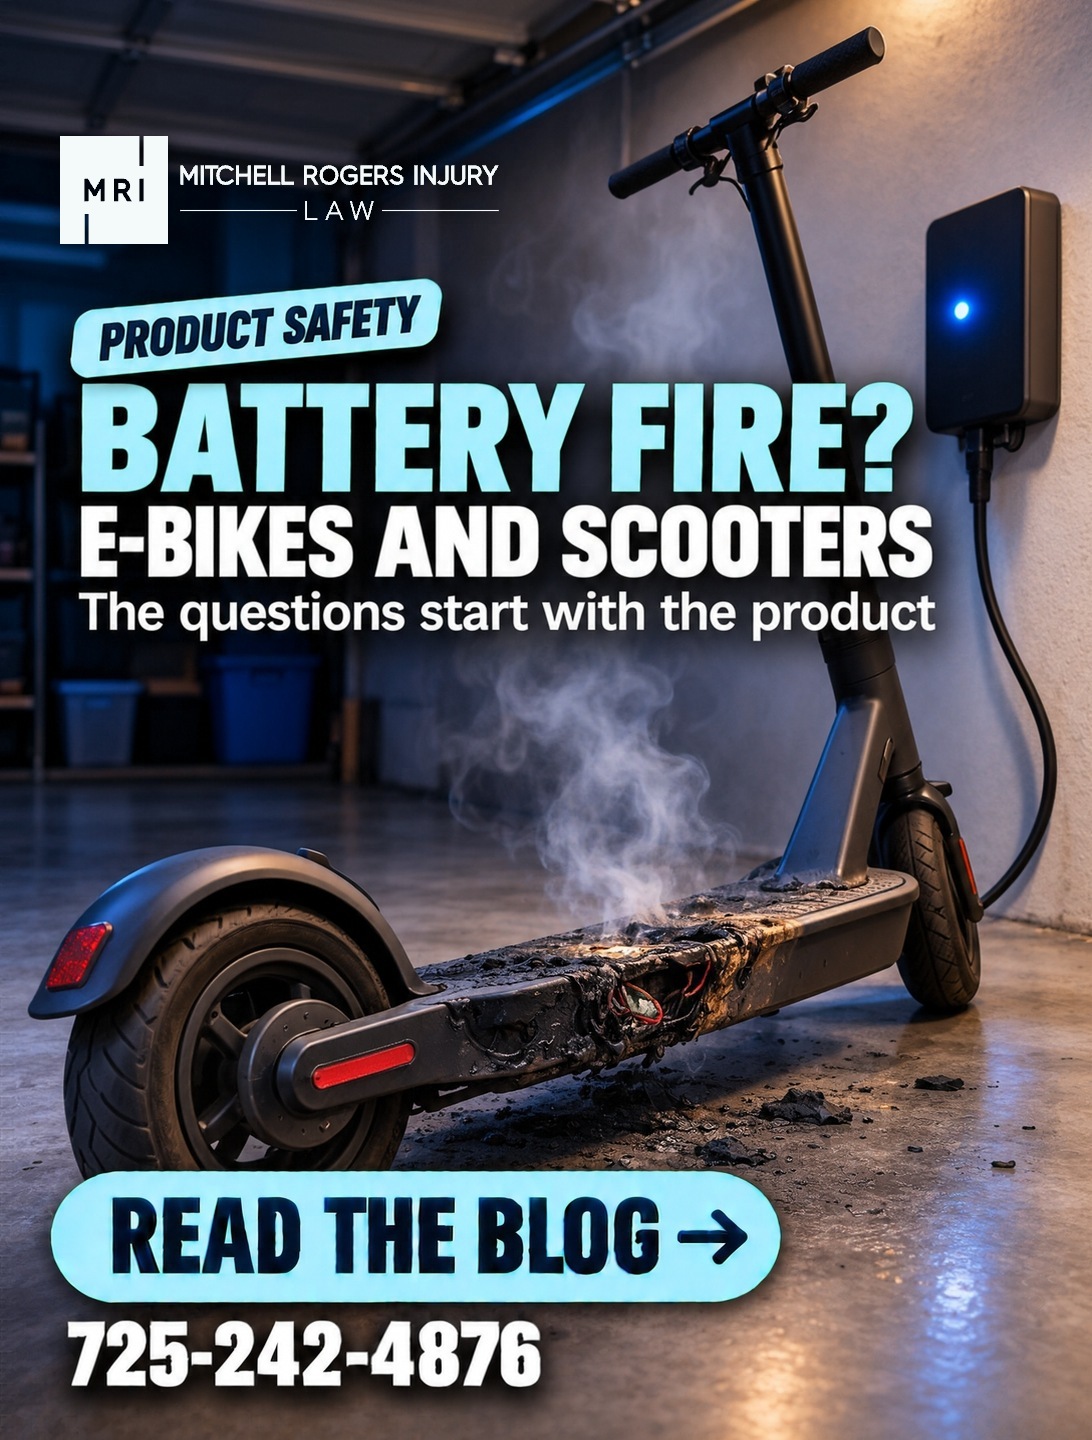 MRI
MITCHELL ROGERS INJURY
LAW
PRODUCT SAFETY
BATTERY FIRE?
E-BIKES AND SCOOTERS
The questions start with the product
READ THE BLOG →
725-242-4876